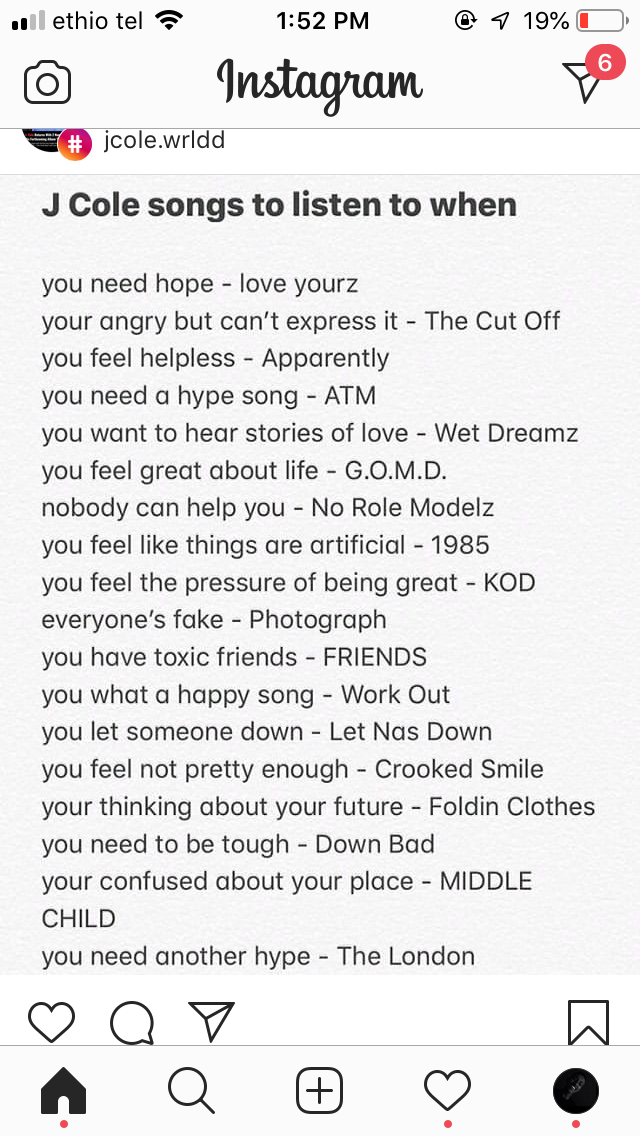 ethio tel 1:52 PM 19%
Instagram 6
# jcole.wrldd
J Cole songs to listen to when
you need hope - love yourz
your angry but can't express it - The Cut Off
you feel helpless - Apparently
you need a hype song - ATM
you want to hear stories of love - Wet Dreamz
you feel great about life - G.O.M.D.
nobody can help you - No Role Modelz
you feel like things are artificial - 1985
you feel the pressure of being great - KOD
everyone's fake - Photograph
you have toxic friends - FRIENDS
you what a happy song - Work Out
you let someone down - Let Nas Down
you feel not pretty enough - Crooked Smile
your thinking about your future - Foldin Clothes
you need to be tough - Down Bad
your confused about your place - MIDDLE
CHILD
you need another hype - The London